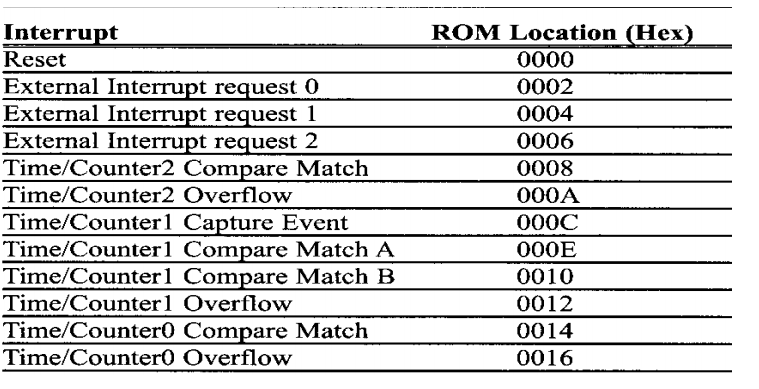 Interrupt ROM Location (Hex)
Reset 0000
External Interrupt request 0 0002
External Interrupt request 1 0004
External Interrupt request 2 0006
Time/Counter2 Compare Match 0008
Time/Counter2 Overflow 000A
Time/Counter1 Capture Event 000C
Time/Counter1 Compare Match A 000E
Time/Counter1 Compare Match B 0010
Time/Counter1 Overflow 0012
Time/Counter0 Compare Match 0014
Time/Counter0 Overflow 0016